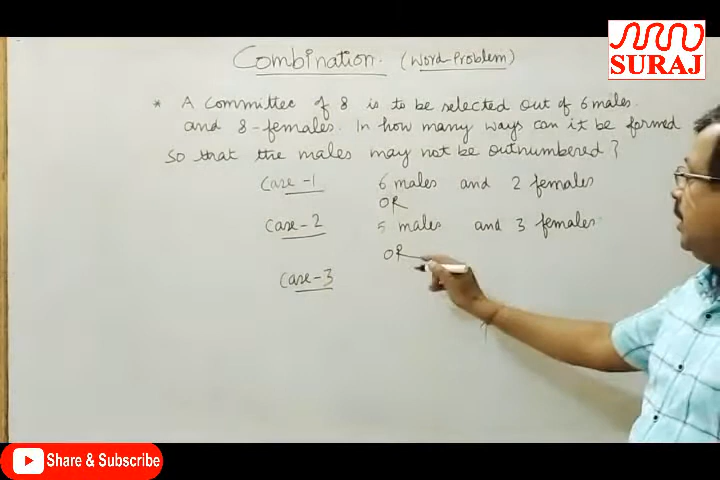 Combination. (Word-Problem)
SURAJ
* A Committee of 8 is to be selected out of 6 males.
and 8-females. In how many ways can it be formed
so that the males may not be outnumbered?
Case-1 6 males and 2 females
OR
Case-2 5 males and 3 females
OR
Case-3
Share & Subscribe